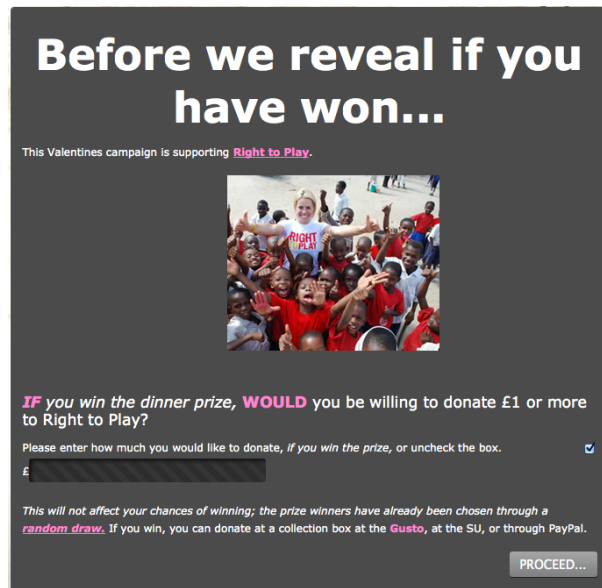 Before we reveal if you
have won...
This Valentines campaign is supporting Right to Play.
RIGHT
TO PLAY
IF you win the dinner prize, WOULD you be willing to donate £1 or more
to Right to Play?
Please enter how much you would like to donate, if you win the prize, or uncheck the box.
£
This will not affect your chances of winning; the prize winners have already been chosen through a
random draw. If you win, you can donate at a collection box at the Gusto, at the SU, or through PayPal.
PROCEED...